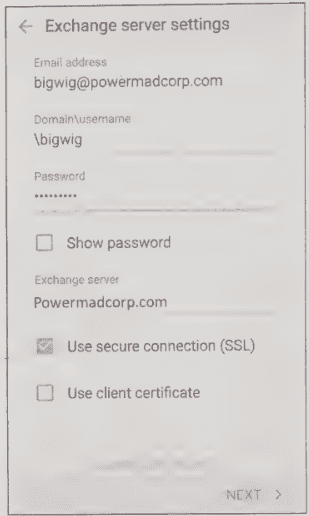 ← Exchange server settings
Email address
bigwig@powermadcorp.com
Domain\username
\bigwig
Password
•••••••••
Show password
Exchange server
Powermadcorp.com
Use secure connection (SSL)
Use client certificate
NEXT >